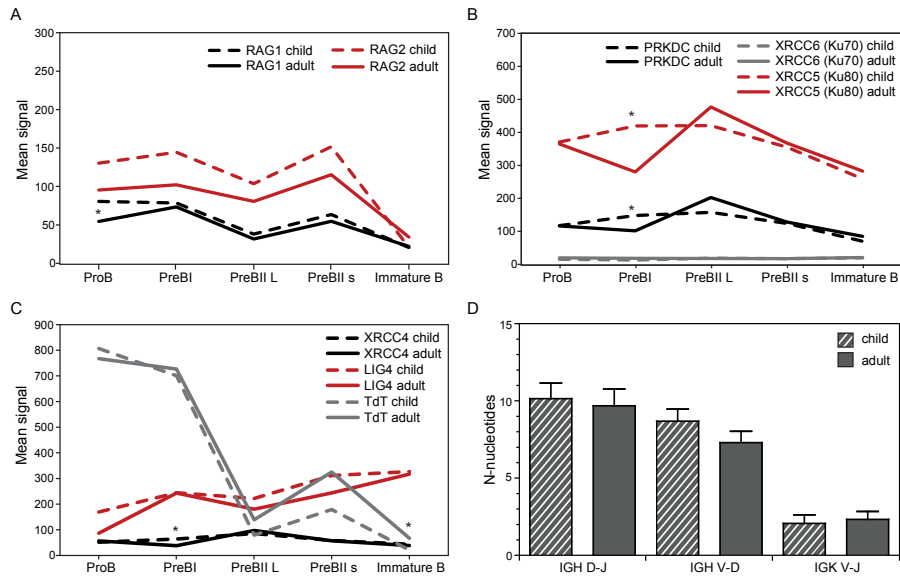 A
300
250
200
150
100
50
0
Mean signal
RAG1 child
RAG1 adult
RAG2 child
RAG2 adult
*
ProB PreBI PreBII L PreBII s Immature B
B
700
600
500
400
300
200
100
0
Mean signal
PRKDC child
PRKDC adult
XRCC6 (Ku70) child
XRCC6 (Ku70) adult
XRCC5 (Ku80) child
XRCC5 (Ku80) adult
*
*
ProB PreBI PreBII L PreBII s Immature B
C
900
800
700
600
500
400
300
200
100
0
Mean signal
XRCC4 child
XRCC4 adult
LIG4 child
LIG4 adult
TdT child
TdT adult
*
*
ProB PreBI PreBII L PreBII s Immature B
D
15
10
5
0
N-nucleotides
child
adult
IGH D-J IGH V-D IGK V-J